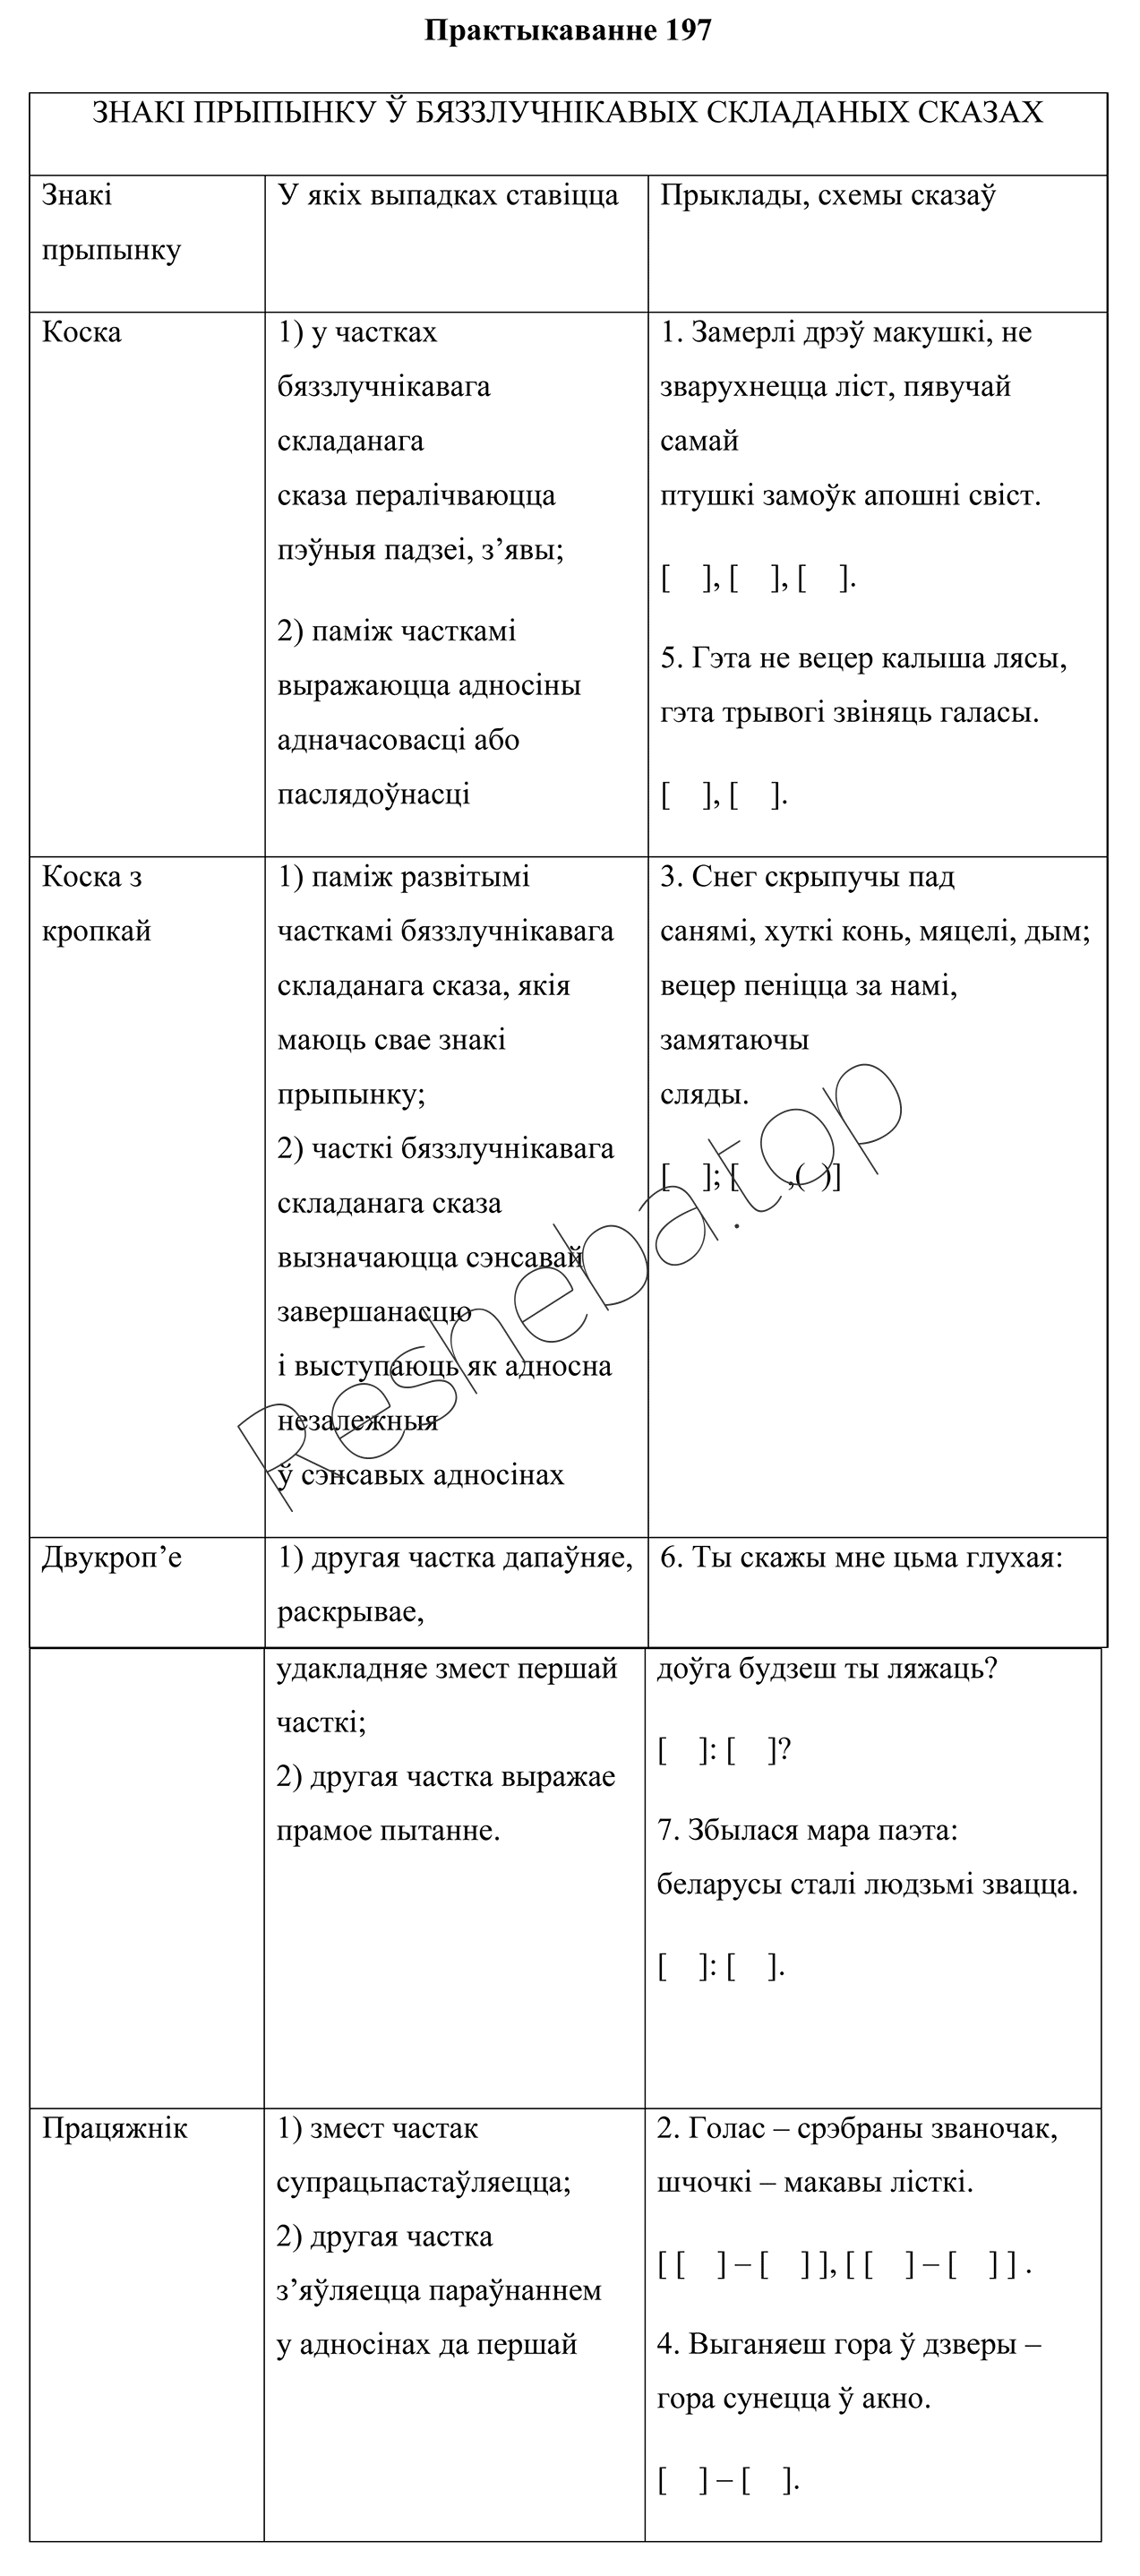 Практыкаванне 197
ЗНАКІ ПРЫПЫНКУ Ў БЯЗЗЛУЧНІКАВЫХ СКЛАДАНЫХ СКАЗАХ
Знакі
прыпынку
У якіх выпадках ставіцца
Прыклады, схемы сказаў
Коска
1) у частках
бяззлучнікавага
складанага
сказа пералічваюцца
пэўныя падзеі, з’явы;
2) паміж часткамі
выражаюцца адносіны
адначасовасці або
паслядоўнасці
1. Замерлі дрэў макушкі, не
зварухнецца ліст, пявучай
самай
птушкі замоўк апошні свіст.
[    ], [    ], [    ].
5. Гэта не вецер калыша лясы,
гэта трывогі звіняць галасы.
[    ], [    ].
Коска з
кропкай
1) паміж развітымі
часткамі бяззлучнікавага
складанага сказа, якія
маюць свае знакі
прыпынку;
2) часткі бяззлучнікавага
складанага сказа
вызначаюцца сэнсавай
завершанасцю
і выступаюць як адносна
незалежныя
ў сэнсавых адносінах
3. Снег скрыпучы пад
санямі, хуткі конь, мяцелі, дым;
вецер пеніцца за намі,
замятаючы
сляды.
[    ]; [      ,(  )]
Resheba.top
Двукроп’е
1) другая частка дапаўняе,
раскрывае,
6. Ты скажы мне цьма глухая:
удакладняе змест першай
часткі;
2) другая частка выражае
прамое пытанне.
доўга будзеш ты ляжаць?
[    ]: [    ]?
7. Збылася мара паэта:
беларусы сталі людзьмі звацца.
[    ]: [    ].
Працяжнік
1) змест частак
супрацьпастаўляецца;
2) другая частка
з’яўляецца параўнаннем
у адносінах да першай
2. Голас – срэбраны званочак,
шчочкі – макавы лісткі.
[ [    ] – [    ] ], [ [    ] – [    ] ] .
4. Выганяеш гора ў дзверы –
гора сунецца ў акно.
[    ] – [    ].